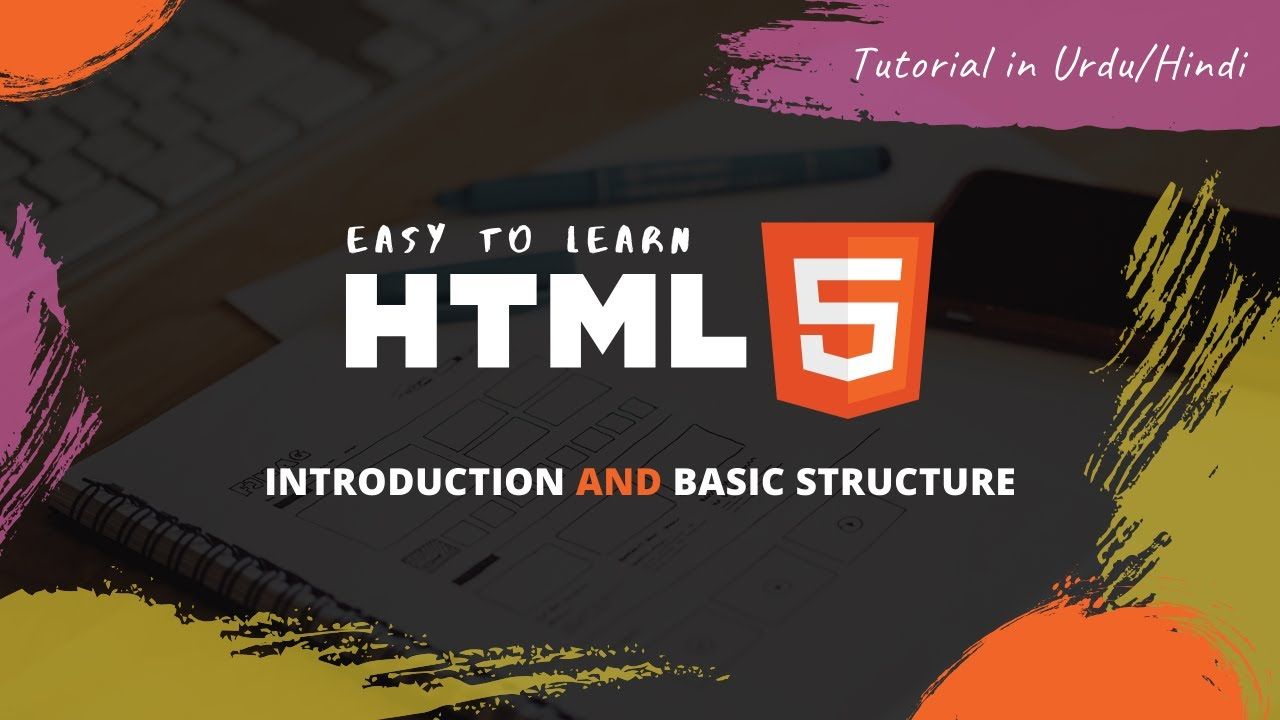 Tutorial in Urdu/Hindi
EASY TO LEARN
HTML 5
INTRODUCTION AND BASIC STRUCTURE